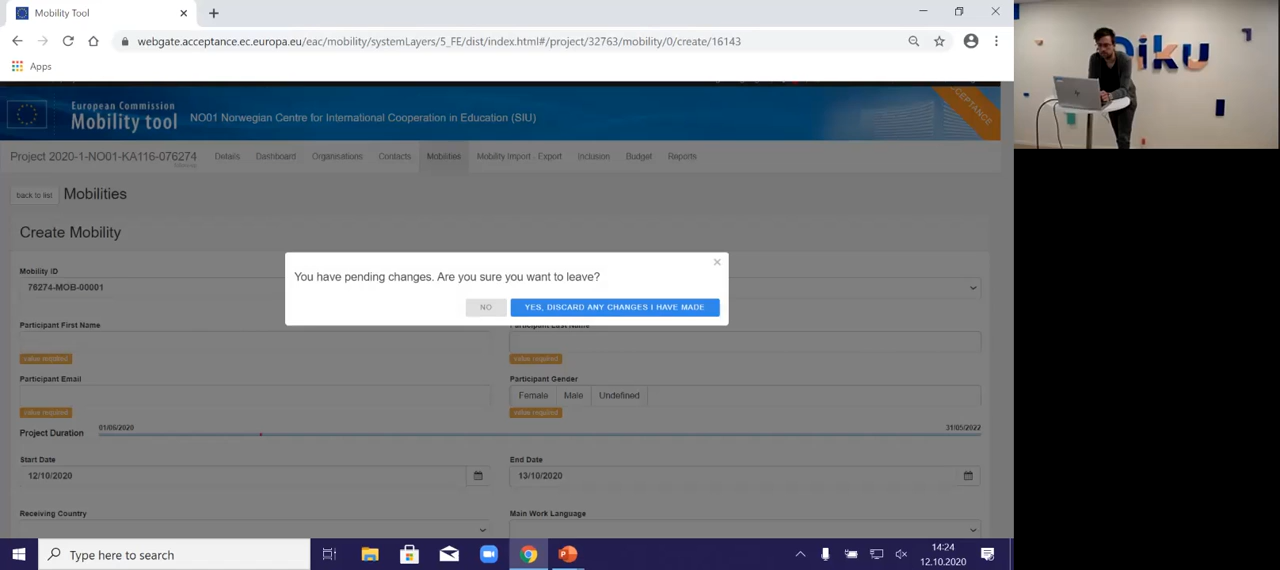 Mobility Tool
webgate.acceptance.ec.europa.eu/eac/mobility/systemLayers/5_FE/dist/index.html#/project/32763/mobility/0/create/16143
Apps
European Commission
Mobility tool
NO01 Norwegian Centre for International Cooperation in Education (SIU)
ACCEPTANCE
Project 2020-1-NO01-KA116-076274 Details Dashboard Organisations Contacts Mobilities Mobility Import - Export Inclusion Budget Reports
back to list Mobilities
Create Mobility
You have pending changes. Are you sure you want to leave?
NO YES, DISCARD ANY CHANGES I HAVE MADE
Mobility ID
76274-MOB-00001
Participant First Name Participant Last Name
value required value required
Participant Email Participant Gender
Female Male Undefined
value required value required
Project Duration 01/06/2020 31/05/2022
Start Date End Date
12/10/2020 13/10/2020
Receiving Country Main Work Language
Type here to search
14:24
12.10.2020
Diku